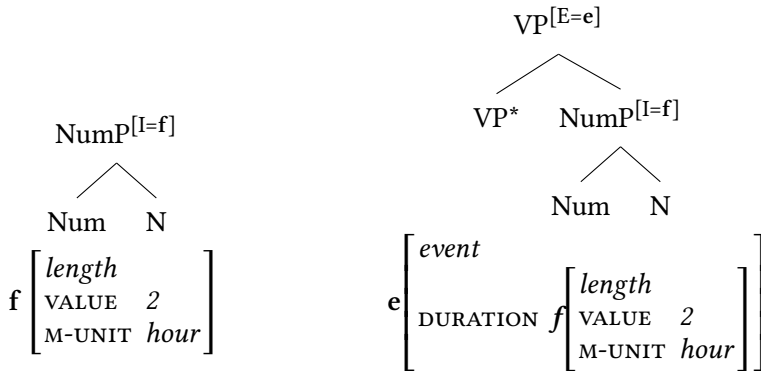 VP[E=e]
VP* NumP[I=f]
NumP[I=f]
Num N
Num N
f [length
VALUE 2
M-UNIT hour]
e [event
DURATION f [length
VALUE 2
M-UNIT hour]]